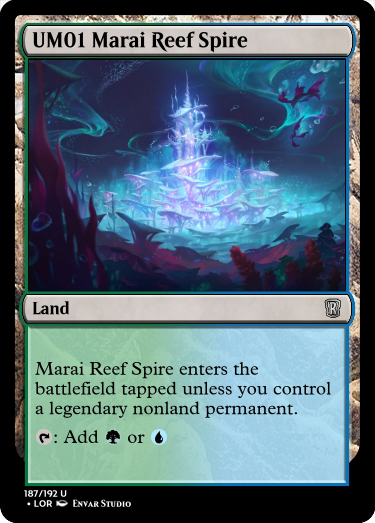 UM01 Marai Reef Spire
Land
Marai Reef Spire enters the
battlefield tapped unless you control
a legendary nonland permanent.
: Add or
187/192 U
• LOR Envar Studio